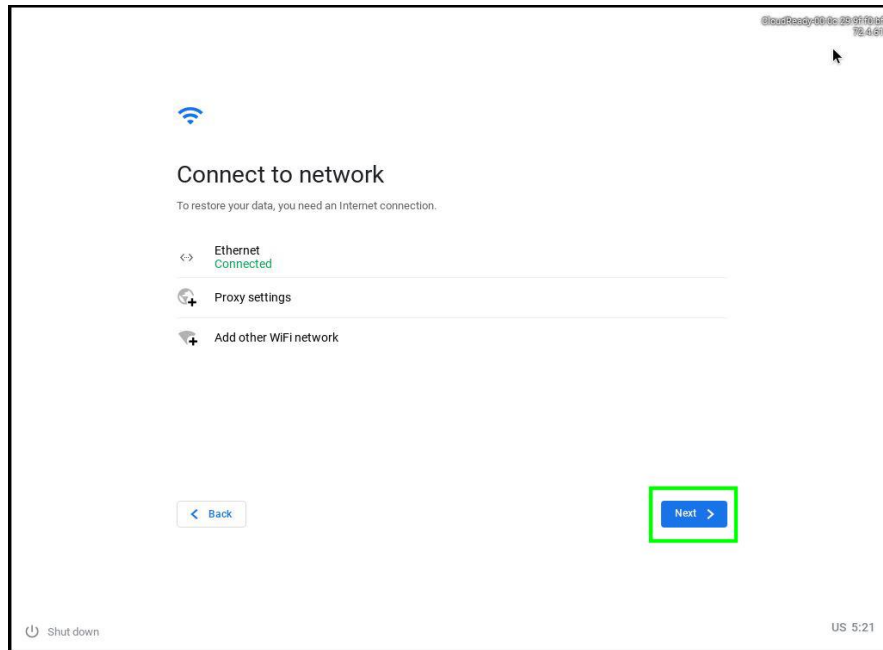 Connect to network
To restore your data, you need an Internet connection.
Ethernet
Connected
Proxy settings
Add other WiFi network
Back
Next
Shut down
US 5:21